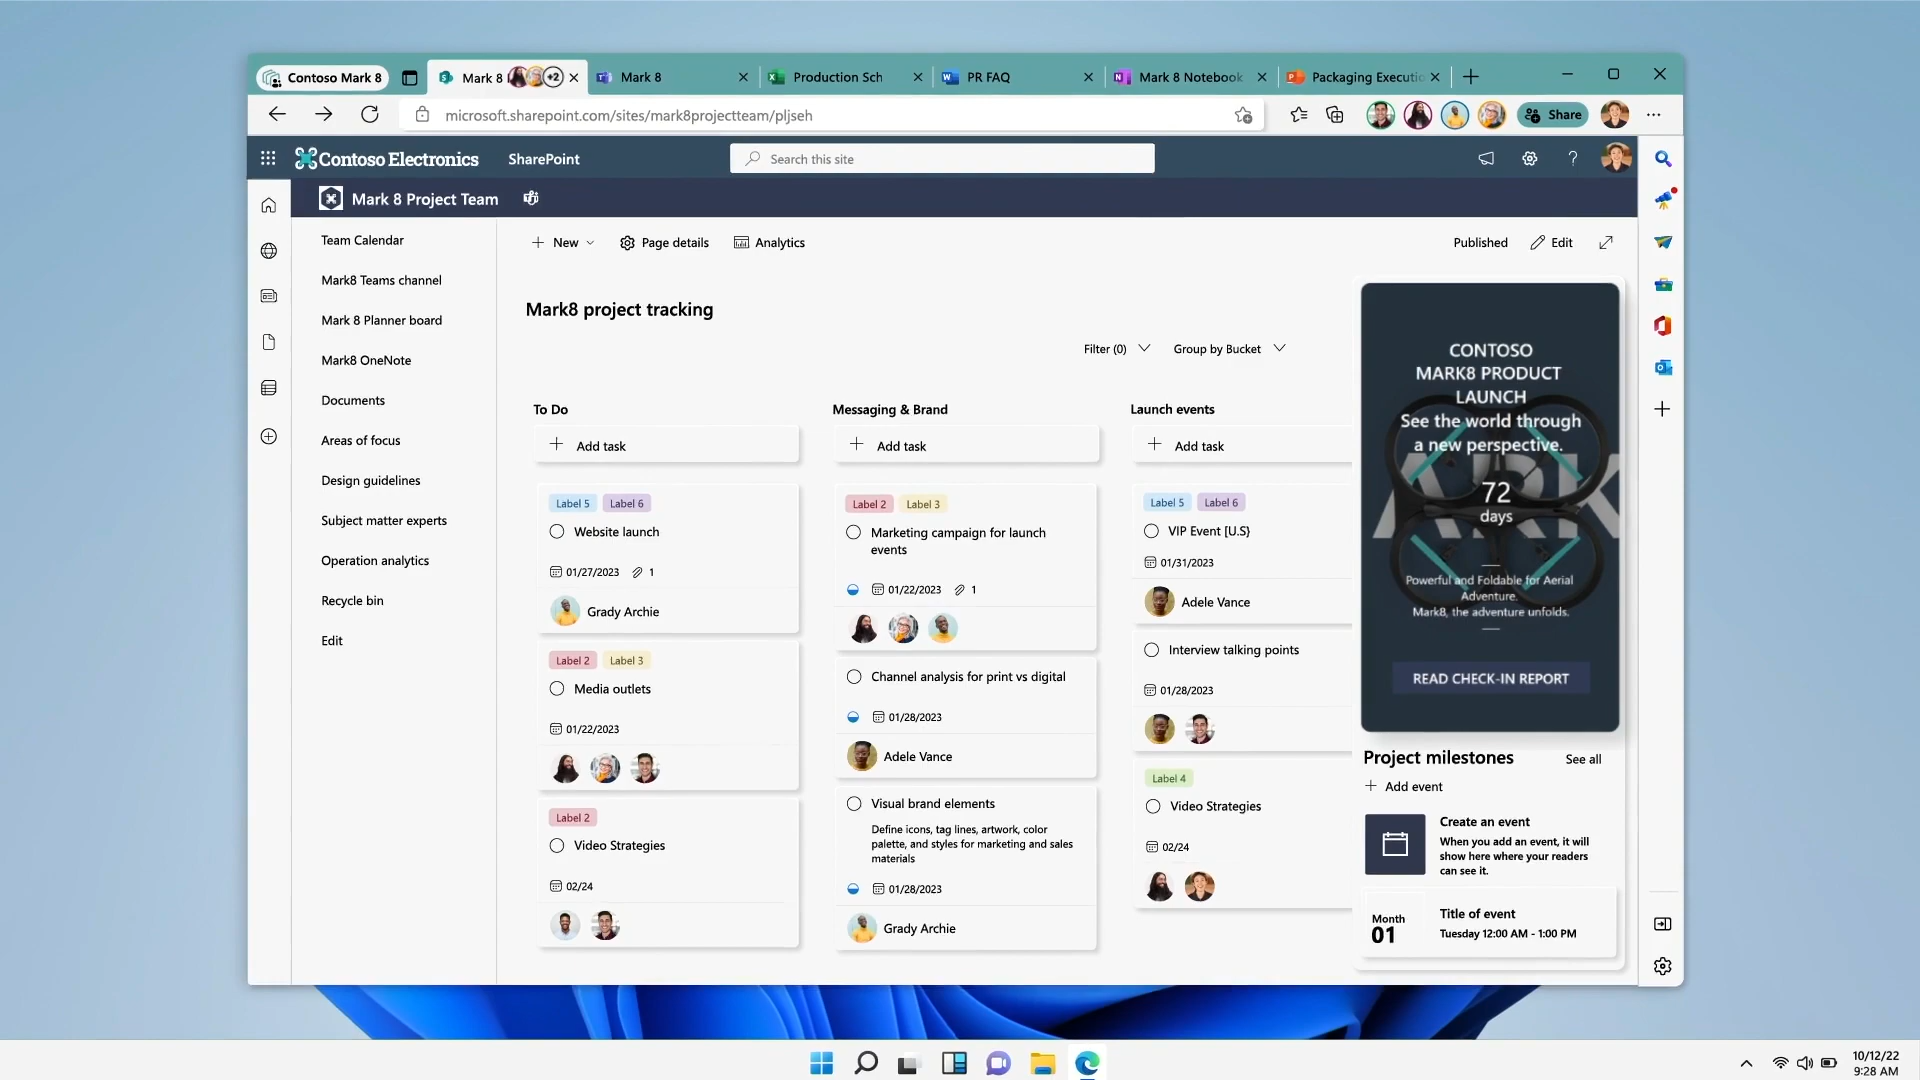 Contoso Mark 8
Mark 8
+2
Mark 8
Production Sch
PR FAQ
Mark 8 Notebook
Packaging Executio
microsoft.sharepoint.com/sites/mark8projectteam/pljseh
Share
Contoso Electronics
SharePoint
Search this site
Mark 8 Project Team
Team Calendar
Mark8 Teams channel
Mark 8 Planner board
Mark8 OneNote
Documents
Areas of focus
Design guidelines
Subject matter experts
Operation analytics
Recycle bin
Edit
New
Page details
Analytics
Published
Edit
Mark8 project tracking
Filter (0)
Group by Bucket
To Do
Add task
Label 5
Label 6
Website launch
01/27/2023
1
Grady Archie
Label 2
Label 3
Media outlets
01/22/2023
Label 2
Video Strategies
02/24
Messaging & Brand
Add task
Label 2
Label 3
Marketing campaign for launch
events
01/22/2023
1
Channel analysis for print vs digital
01/28/2023
Adele Vance
Visual brand elements
Define icons, tag lines, artwork, color
palette, and styles for marketing and sales
materials
01/28/2023
Grady Archie
Launch events
Add task
Label 5
Label 6
VIP Event [U.S}
01/31/2023
Adele Vance
Interview talking points
01/28/2023
Label 4
Video Strategies
02/24
CONTOSO
MARK8 PRODUCT
LAUNCH
See the world through
a new perspective.
ARK
72
days
Powerful and Foldable for Aerial
Adventure.
Mark8, the adventure unfolds.
READ CHECK-IN REPORT
Project milestones
See all
Add event
Create an event
When you add an event, it will
show here where your readers
can see it.
Month
01
Title of event
Tuesday 12:00 AM - 1:00 PM
10/12/22
9:28 AM